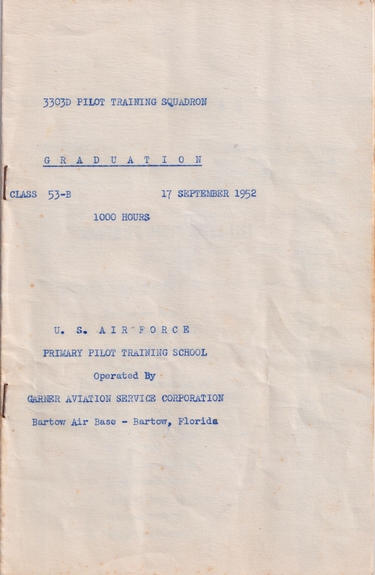 3303D PILOT TRAINING SQUADRON
G R A D U A T I O N
CLASS 53-B 17 SEPTEMBER 1952
1000 HOURS
U. S. A I R F O R C E
PRIMARY PILOT TRAINING SCHOOL
Operated By
GARNER AVIATION SERVICE CORPORATION
Bartow Air Base - Bartow, Florida